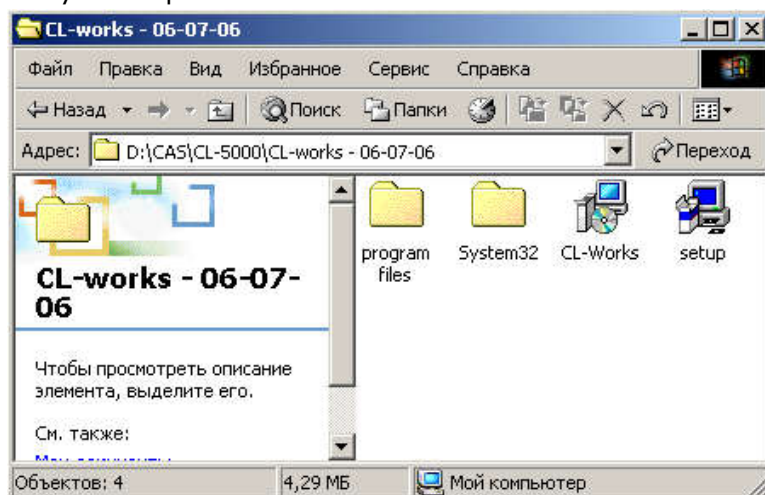 CL-works - 06-07-06
Файл Правка Вид Избранное Сервис Справка
Назад Поиск Папки
Адрес: D:\CAS\CL-5000\CL-works - 06-07-06 Переход
CL-works - 06-07-
06
Чтобы просмотреть описание
элемента, выделите его.
См. также:
program
files
System32
CL-Works
setup
Объектов: 4 4,29 МБ Мой компьютер